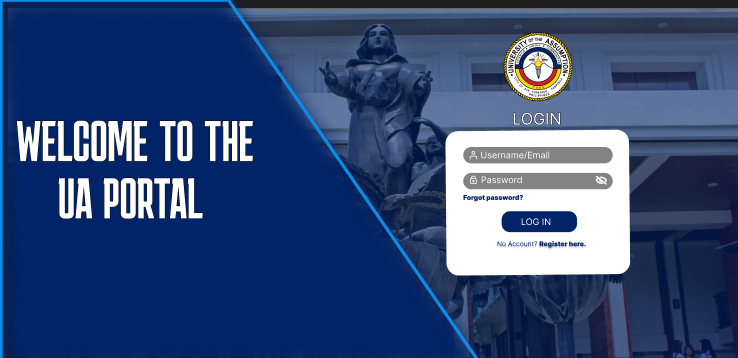 WELCOME TO THE
UA PORTAL
UNIVERSITY OF THE ASSUMPTION
LOGIN
Username/Email
Password
Forgot password?
LOG IN
No Account? Register here.